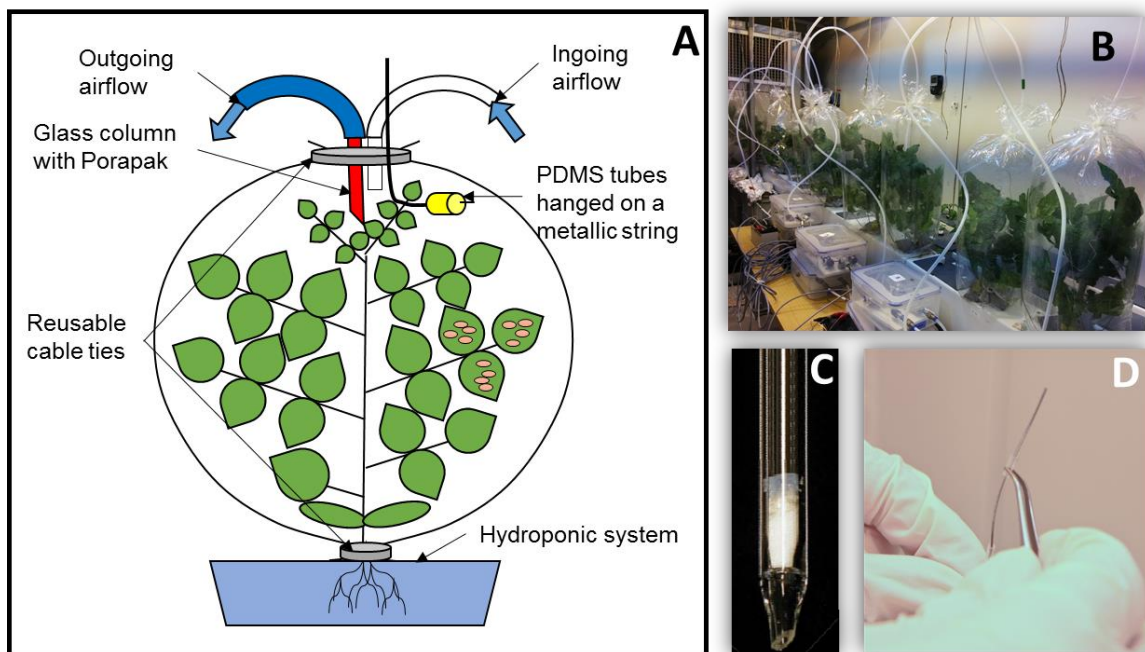 A
Outgoing
airflow
Ingoing
airflow
Glass column
with Porapak
PDMS tubes
hanged on a
metallic string
Reusable
cable ties
Hydroponic system
B
C
D